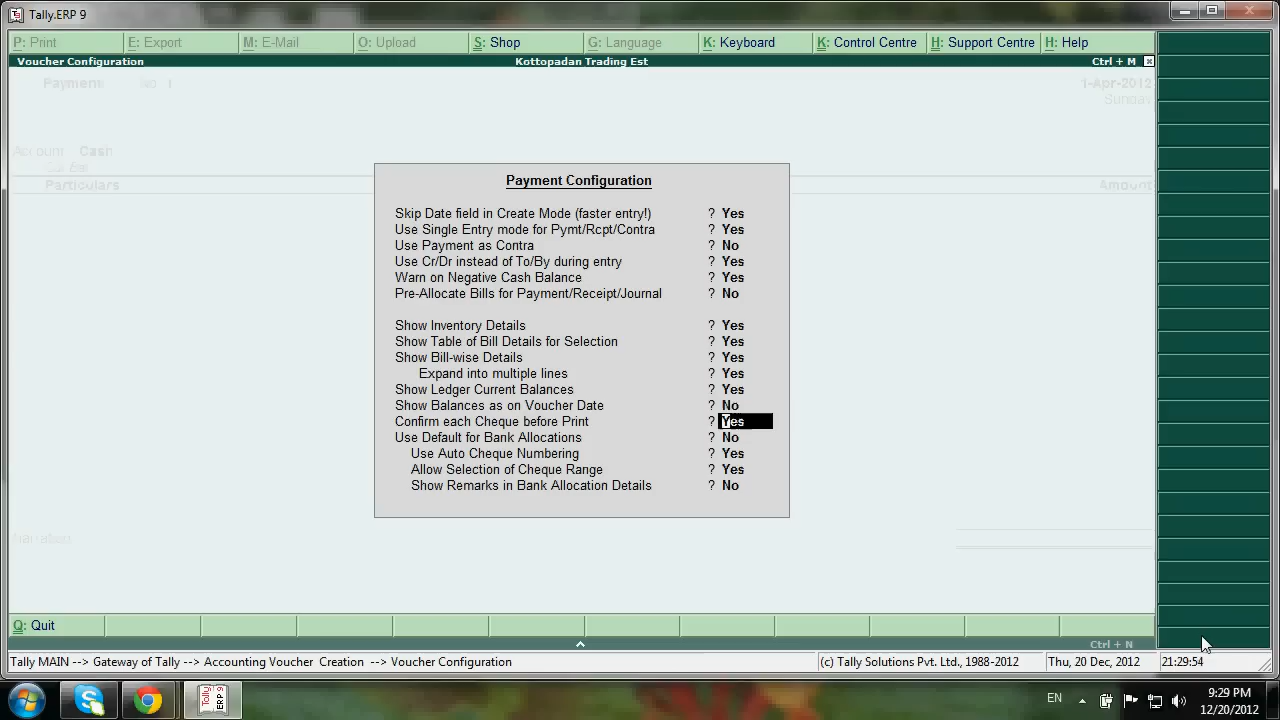 Tally.ERP 9
P: Print E: Export M: E-Mail O: Upload S: Shop G: Language K: Keyboard K: Control Centre H: Support Centre H: Help
Voucher Configuration Kottopadan Trading Est Ctrl + M
Payment No 1 1-Apr-2012
Sunday
Account Cash
Cur Bal
Particulars Amount
Payment Configuration
Skip Date field in Create Mode (faster entry!) ? Yes
Use Single Entry mode for Pymt/Rcpt/Contra ? Yes
Use Payment as Contra ? No
Use Cr/Dr instead of To/By during entry ? Yes
Warn on Negative Cash Balance ? Yes
Pre-Allocate Bills for Payment/Receipt/Journal ? No
Show Inventory Details ? Yes
Show Table of Bill Details for Selection ? Yes
Show Bill-wise Details ? Yes
Expand into multiple lines ? Yes
Show Ledger Current Balances ? Yes
Show Balances as on Voucher Date ? No
Confirm each Cheque before Print ? Yes
Use Default for Bank Allocations ? No
Use Auto Cheque Numbering ? Yes
Allow Selection of Cheque Range ? Yes
Show Remarks in Bank Allocation Details ? No
Narration:
Q: Quit
Ctrl + N
Tally MAIN --> Gateway of Tally --> Accounting Voucher Creation --> Voucher Configuration (c) Tally Solutions Pvt. Ltd., 1988-2012 Thu, 20 Dec, 2012 21:29:54
Tally ERP 9 EN 9:29 PM
12/20/2012